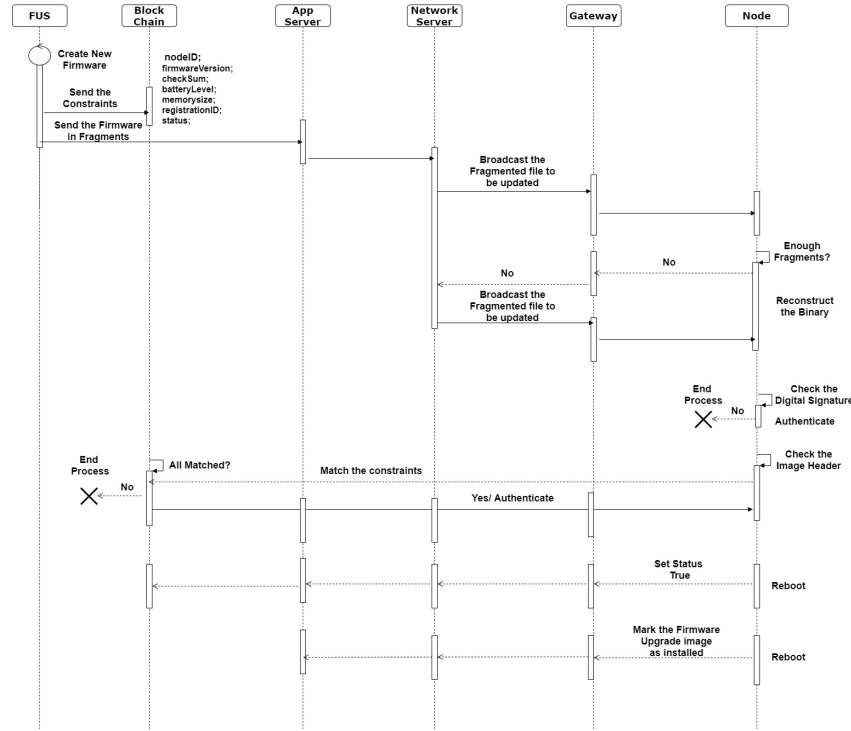 FUS
Block
Chain
App
Server
Network
Server
Gateway
Node
Create New
Firmware
nodeID;
firmwareVersion;
checkSum;
batteryLevel;
memorysize;
registrationID;
status;
Send the
Constraints
Send the Firmware
in Fragments
Broadcast the
Fragmented file to
be updated
Enough
Fragments?
No
No
Broadcast the
Fragmented file to
be updated
Reconstruct
the Binary
Check the
Digital Signature
End
Process
No
Authenticate
Check the
Image Header
End
Process
All Matched?
Match the constraints
No
Yes/ Authenticate
Set Status
True
Reboot
Mark the Firmware
Upgrade image
as installed
Reboot